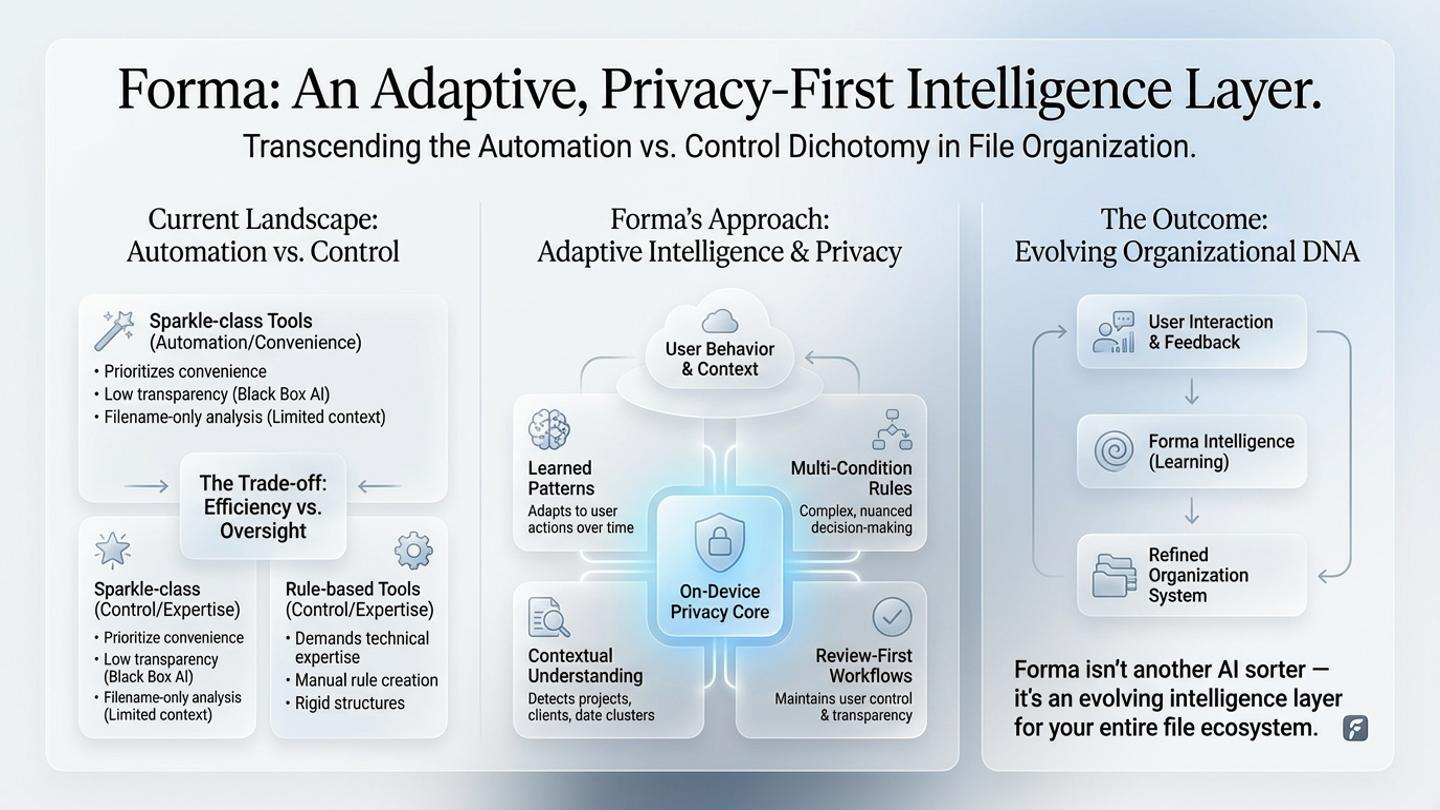 Forma: An Adaptive, Privacy-First Intelligence Layer.
Transcending the Automation vs. Control Dichotomy in File Organization.
Current Landscape:
Automation vs. Control
Sparkle-class Tools
(Automation/Convenience)
• Prioritizes convenience
• Low transparency (Black Box AI)
• Filename-only analysis (Limited context)
The Trade-off:
Efficiency vs.
Oversight
Sparkle-class
(Control/Expertise)
• Prioritize convenience
• Low transparency
(Black Box AI)
• Filename-only analysis
(Limited context)
Rule-based Tools
(Control/Expertise)
• Demands technical
expertise
• Manual rule creation
• Rigid structures
Forma’s Approach:
Adaptive Intelligence & Privacy
User Behavior
& Context
Learned
Patterns
Adapts to user
actions over time
Multi-Condition
Rules
Complex, nuanced
decision-making
On-Device
Privacy Core
Contextual
Understanding
Detects projects,
clients, date clusters
Review-First
Workflows
Maintains user control
& transparency
The Outcome:
Evolving Organizational DNA
User Interaction
& Feedback
Forma Intelligence
(Learning)
Refined
Organization
System
Forma isn’t another AI sorter —
it’s an evolving intelligence layer
for your entire file ecosystem.
F